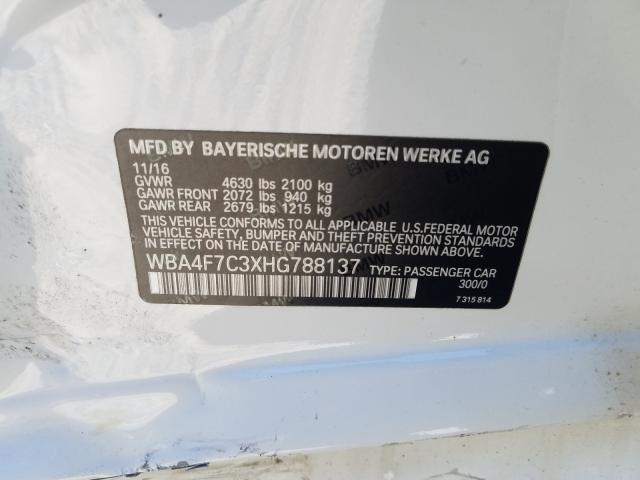 MFD BY BAYERISCHE MOTOREN WERKE AG
11/16
GVWR 4630 lbs 2100 kg
GAWR FRONT 2072 lbs 940 kg
GAWR REAR 2679 lbs 1215 kg
THIS VEHICLE CONFORMS TO ALL APPLICABLE U.S.FEDERAL MOTOR
VEHICLE SAFETY, BUMPER AND THEFT PREVENTION STANDARDS
IN EFFECT ON THE DATE OF MANUFACTURE SHOWN ABOVE.
WBA4F7C3XHG788137 TYPE: PASSENGER CAR
300/0
7 315 814